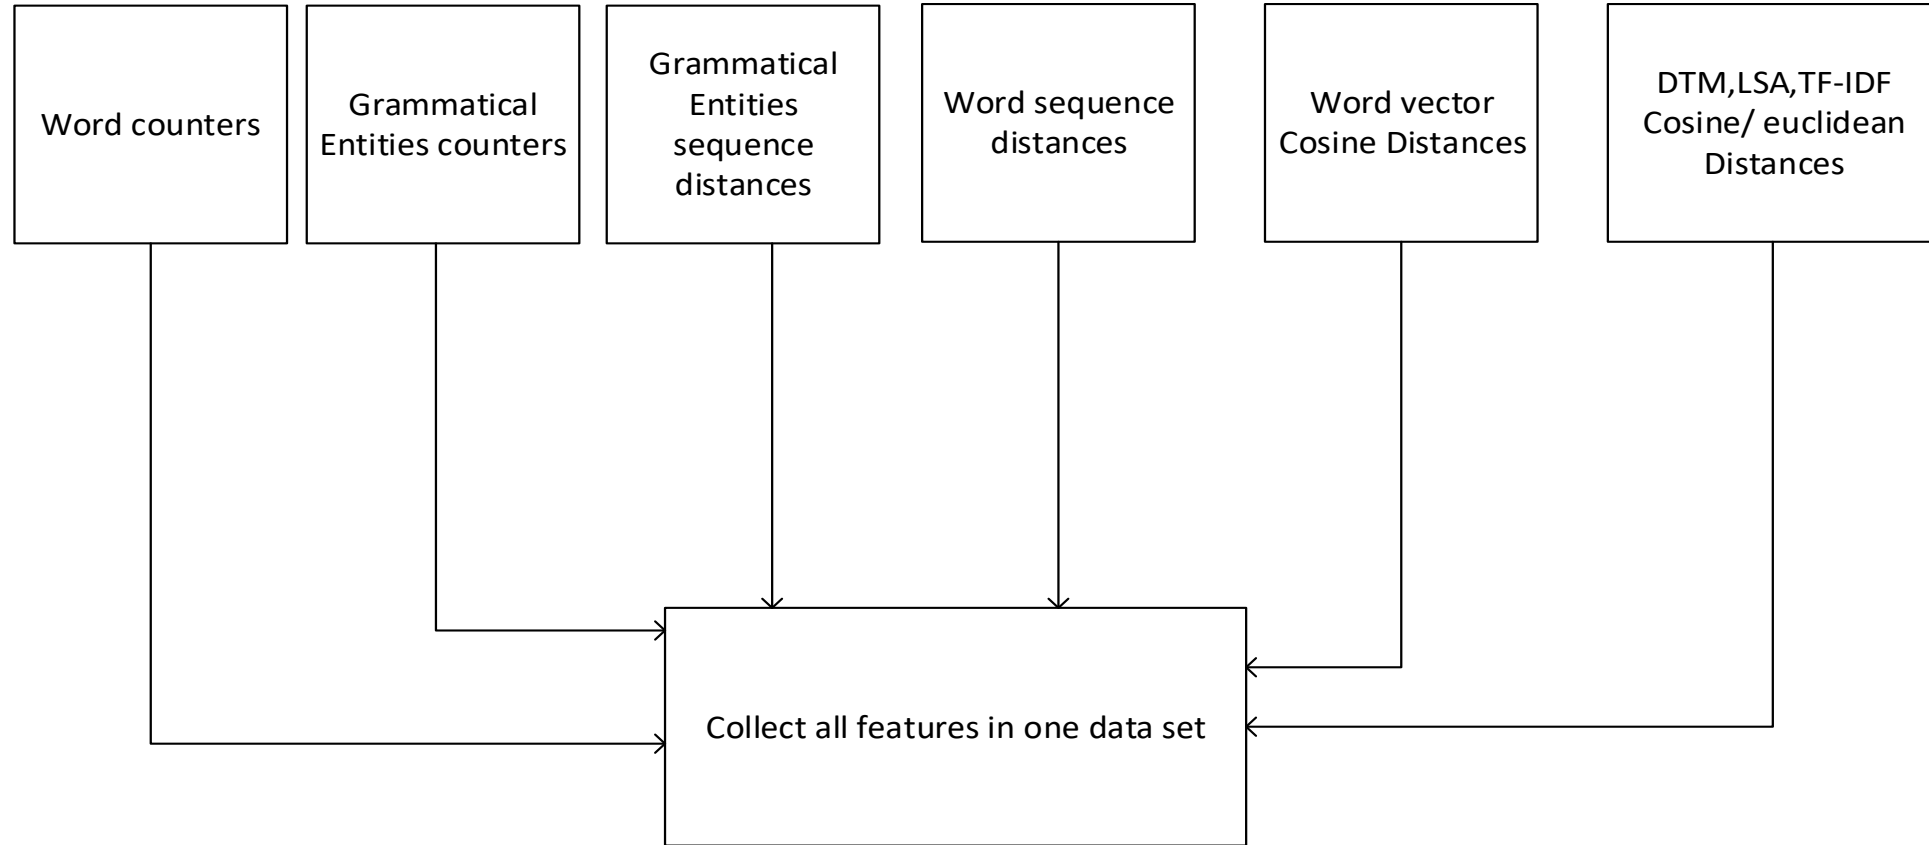 Word counters
Grammatical
Entities counters
Grammatical
Entities
sequence
distances
Word sequence
distances
Word vector
Cosine Distances
DTM,LSA,TF-IDF
Cosine/ euclidean
Distances
Collect all features in one data set